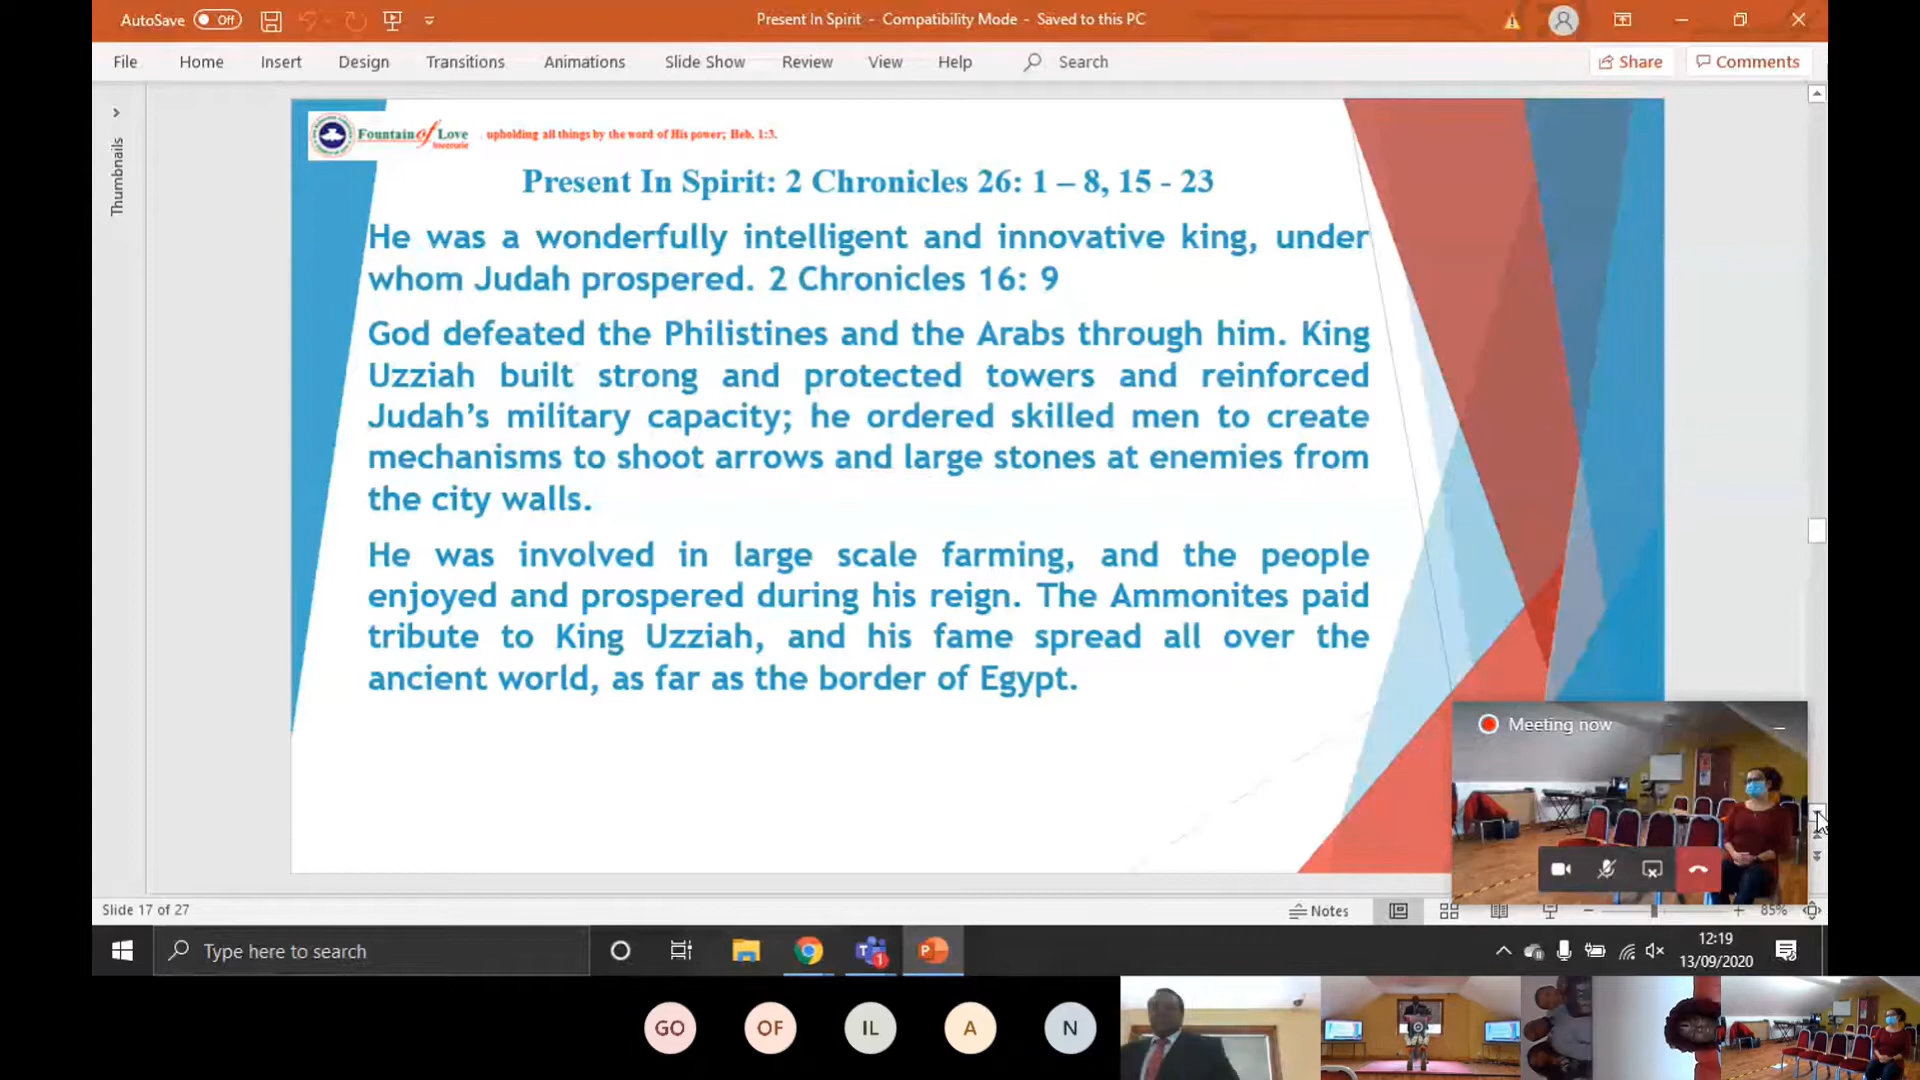 AutoSave Off Present In Spirit - Compatibility Mode - Saved to this PC
File Home Insert Design Transitions Animations Slide Show Review View Help Search Share Comments
Thumbnails
Fountain of Love upholding all things by the word of His power; Heb. 1:3.
Inverurie
Present In Spirit: 2 Chronicles 26: 1 – 8, 15 - 23
He was a wonderfully intelligent and innovative king, under
whom Judah prospered. 2 Chronicles 16: 9
God defeated the Philistines and the Arabs through him. King
Uzziah built strong and protected towers and reinforced
Judah’s military capacity; he ordered skilled men to create
mechanisms to shoot arrows and large stones at enemies from
the city walls.
He was involved in large scale farming, and the people
enjoyed and prospered during his reign. The Ammonites paid
tribute to King Uzziah, and his fame spread all over the
ancient world, as far as the border of Egypt.
Meeting now
Slide 17 of 27 Notes 85%
Type here to search
12:19
13/09/2020
GO OF IL A N